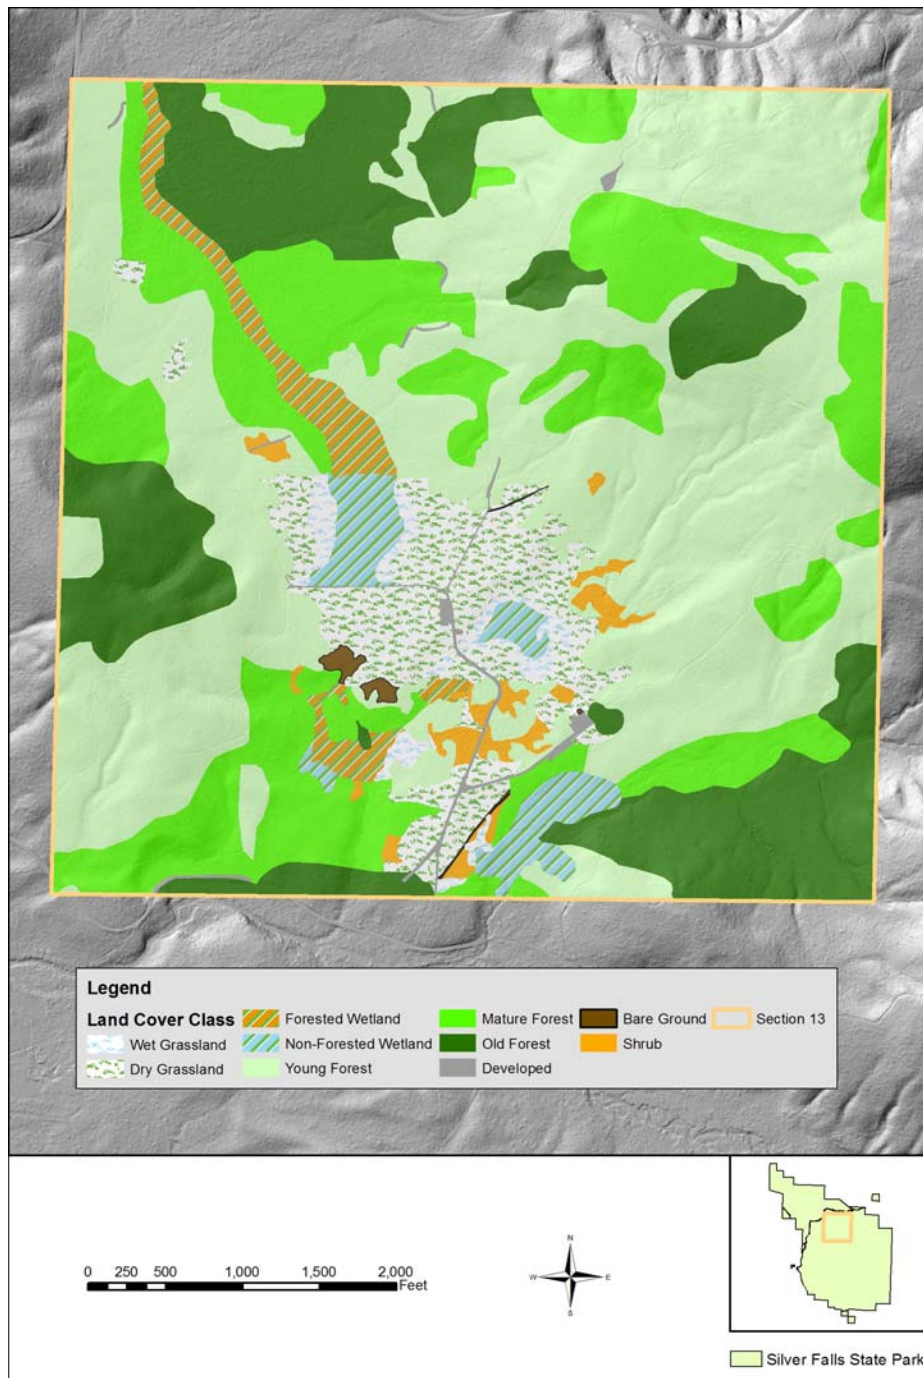 Legend
Land Cover Class
Wet Grassland
Dry Grassland
Forested Wetland
Non-Forested Wetland
Young Forest
Mature Forest
Old Forest
Developed
Bare Ground
Shrub
Section 13
0 250 500 1,000 1,500 2,000
Feet
N
W E
S
Silver Falls State Park